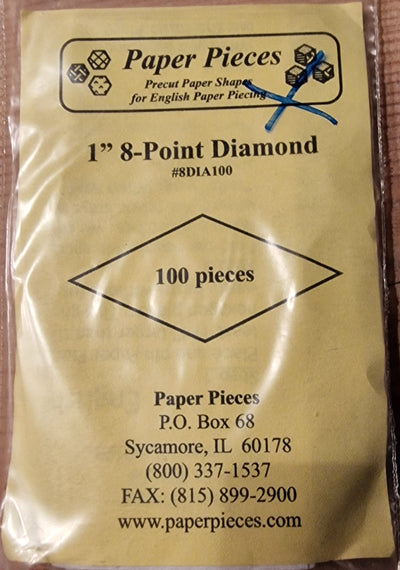 Paper Pieces
Precut Paper Shapes
for English Paper Piecing
1” 8-Point Diamond
#8DIA100
100 pieces
Paper Pieces
P.O. Box 68
Sycamore, IL 60178
(800) 337-1537
FAX: (815) 899-2900
www.paperpieces.com